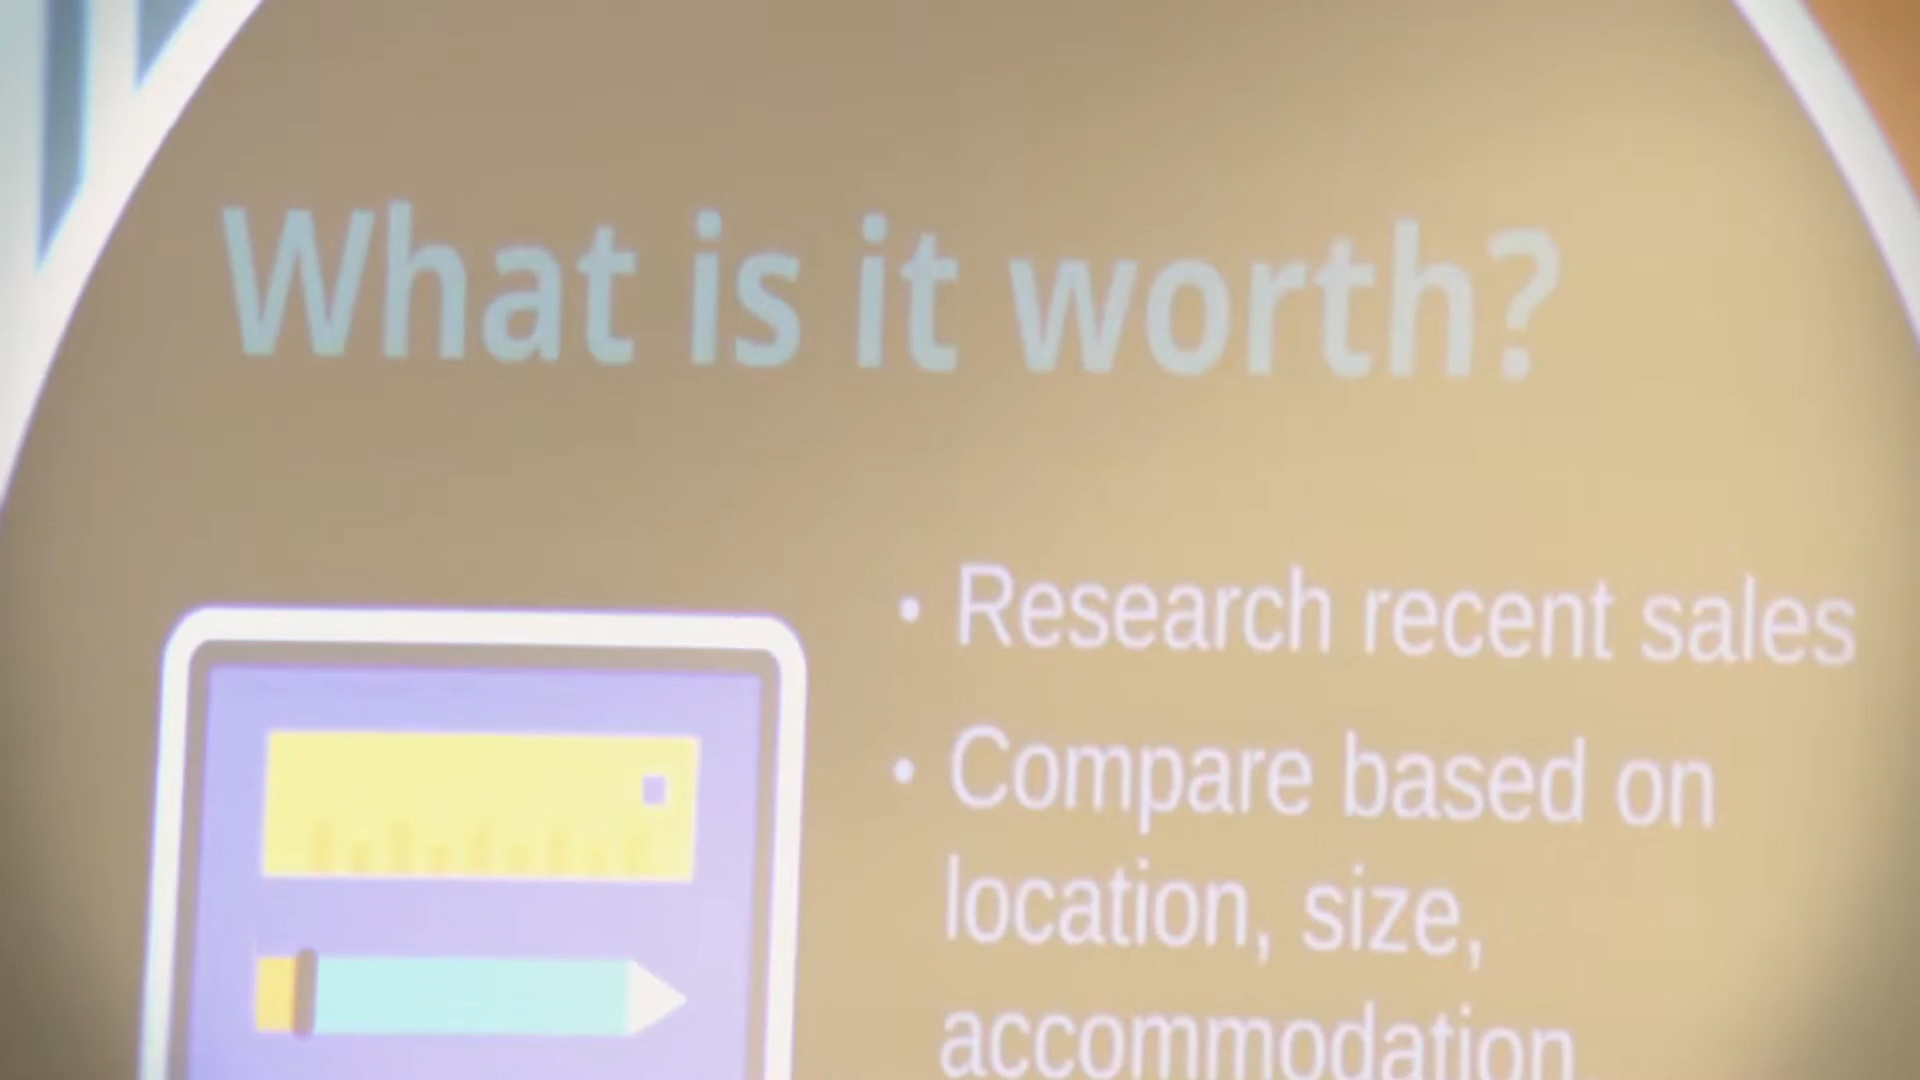 What is it worth?
• Research recent sales
• Compare based on
location, size,
accommodation